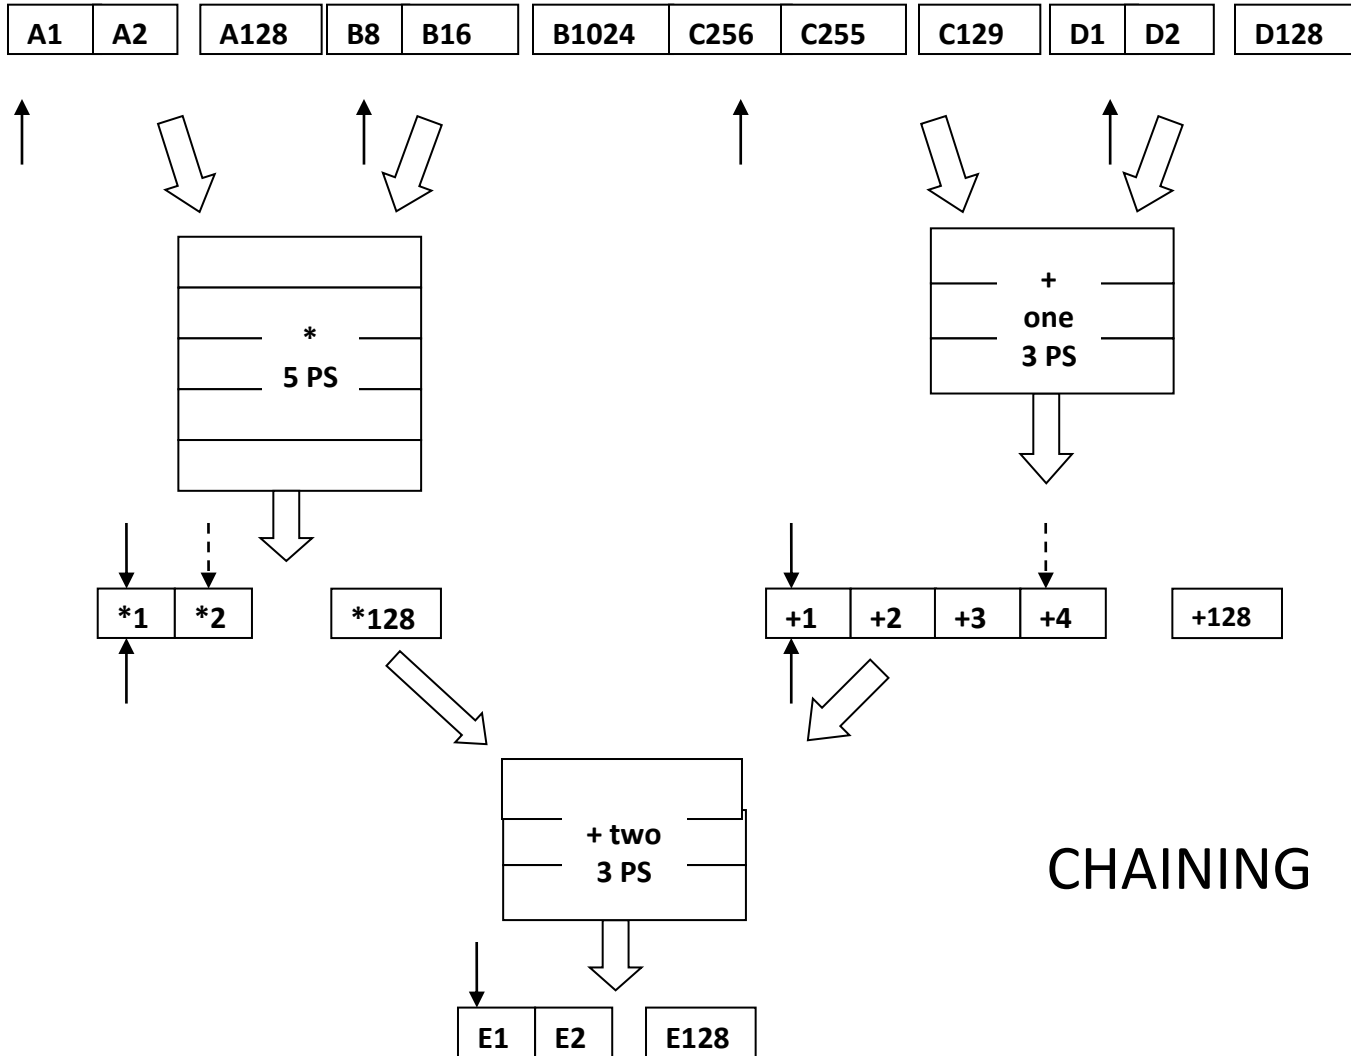 A1 A2 A128 B8 B16 B1024 C256 C255 C129 D1 D2 D128
*
5 PS
+
one
3 PS
*1 *2 *128 +1 +2 +3 +4 +128
+ two
3 PS
CHAINING
E1 E2 E128